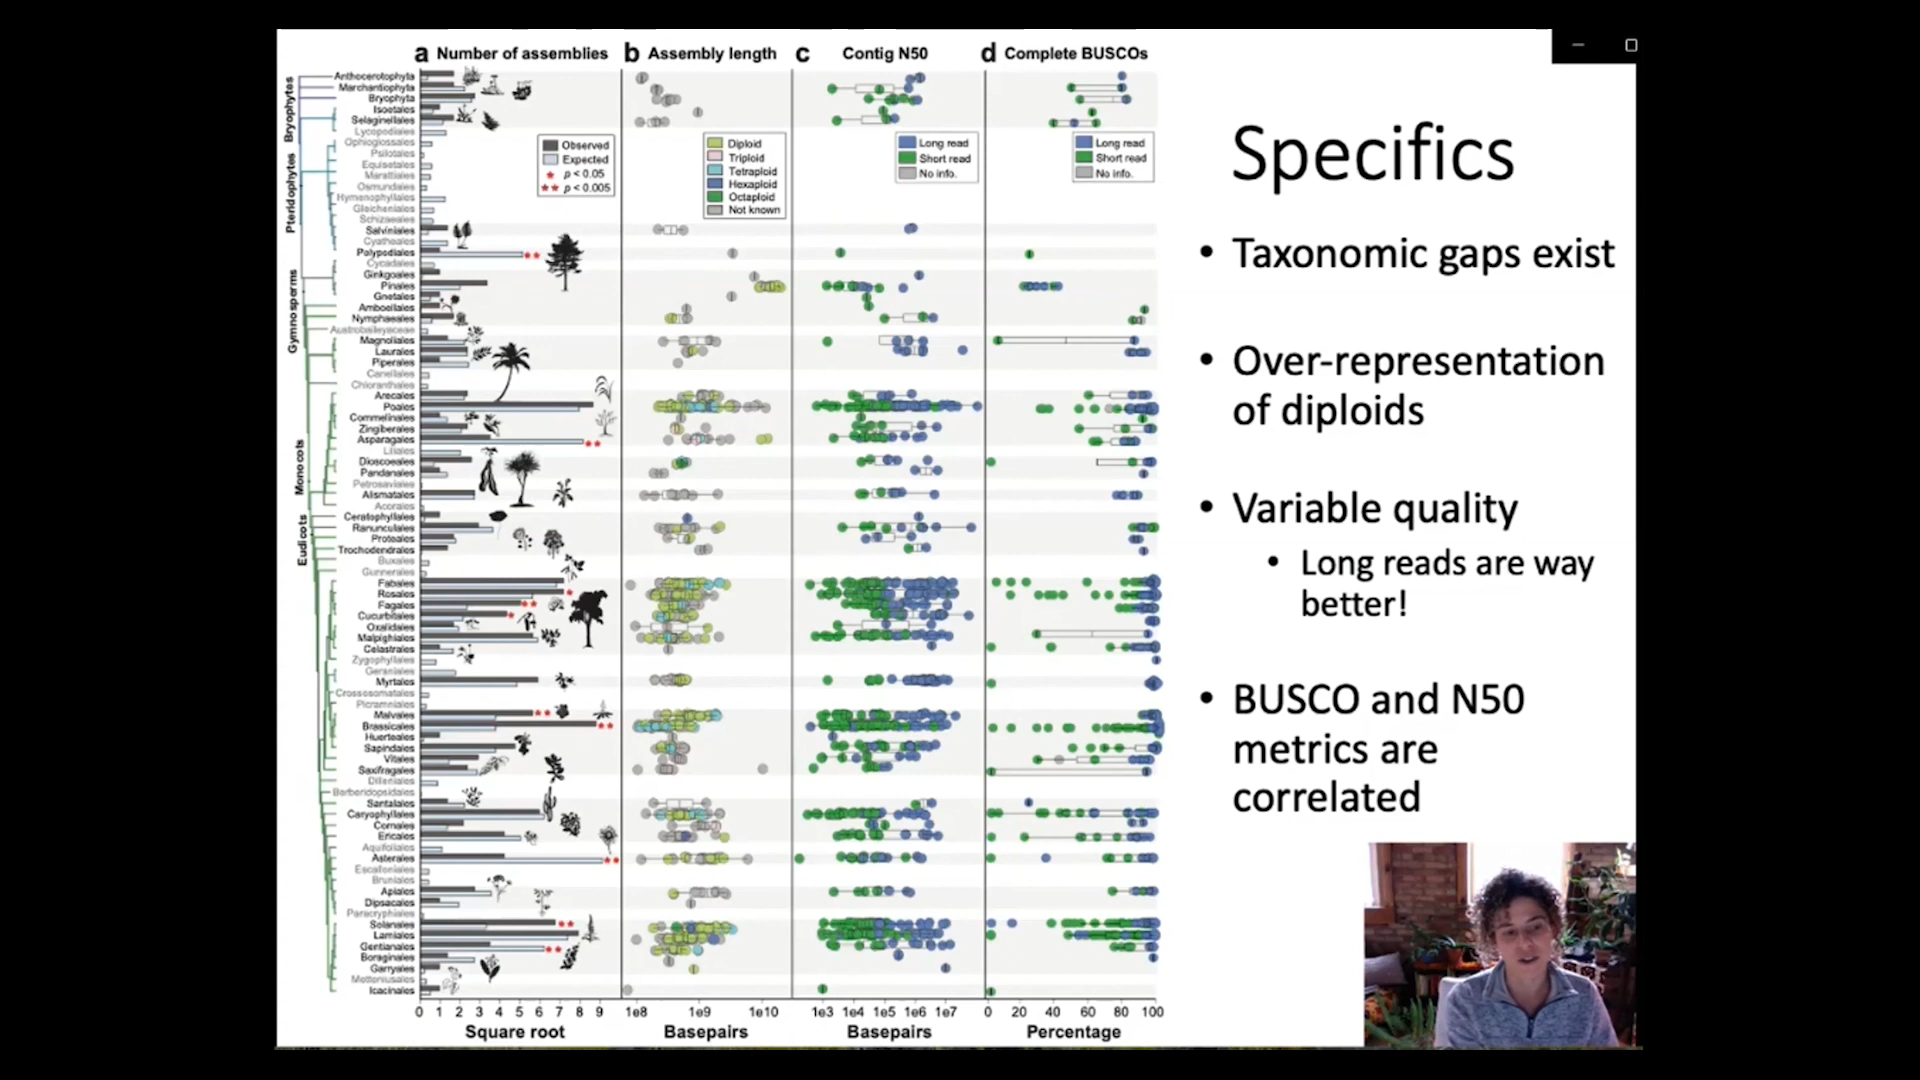 a Number of assemblies
b Assembly length
c Contig N50
d Complete BUSCOs
Bryophytes
Pteridophytes
Gymnosperms
Monocots
Eudicots
Anthocerotophyta
Marchantiophyta
Bryophyta
Isoetales
Selaginellales
Lycopodiales
Ophioglossales
Psilotales
Equisetales
Marattiales
Osmundales
Hymenophyllales
Gleicheniales
Schizaeales
Salviniales
Cyatheales
Polypodiales
Cycadales
Ginkgoales
Pinales
Gnetales
Amborellales
Nymphaeales
Austrobaileyaceae
Magnoliales
Laurales
Piperales
Canellales
Chloranthales
Arecales
Poales
Commelinales
Zingiberales
Asparagales
Liliales
Dioscoreales
Pandanales
Petrosaviales
Alismatales
Acorales
Ceratophyllales
Ranunculales
Proteales
Trochodendrales
Buxales
Gunnerales
Fabales
Rosales
Fagales
Cucurbitales
Oxalidales
Malpighiales
Celastrales
Zygophyllales
Geraniales
Myrtales
Crossosomatales
Picramniales
Malvales
Brassicales
Huerteales
Sapindales
Vitales
Saxifragales
Dilleniales
Berberidopsidales
Santalales
Caryophyllales
Cornales
Ericales
Aquifoliales
Asterales
Escalloniales
Bruniales
Apiales
Dipsacales
Paracryphiales
Solanales
Lamiales
Gentianales
Boraginales
Garryales
Metteniusales
Icacinales
Observed
Expected
* p < 0.05
** p < 0.005
Diploid
Triploid
Tetraploid
Hexaploid
Octaploid
Not known
Long read
Short read
No info.
Long read
Short read
No info.
0 1 2 3 4 5 6 7 8 9
Square root
1e8 1e9 1e10
Basepairs
1e3 1e4 1e5 1e6 1e7
Basepairs
0 20 40 60 80 100
Percentage
Specifics
• Taxonomic gaps exist
• Over-representation
of diploids
• Variable quality
• Long reads are way
better!
• BUSCO and N50
metrics are
correlated